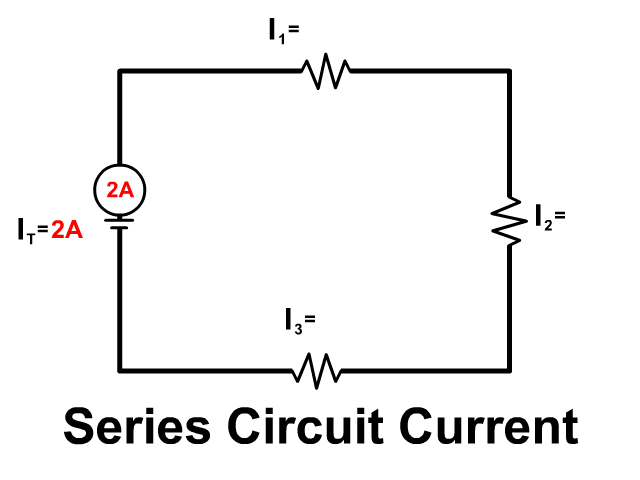 I1=
2A
IT=2A
I2=
I3=
Series Circuit Current